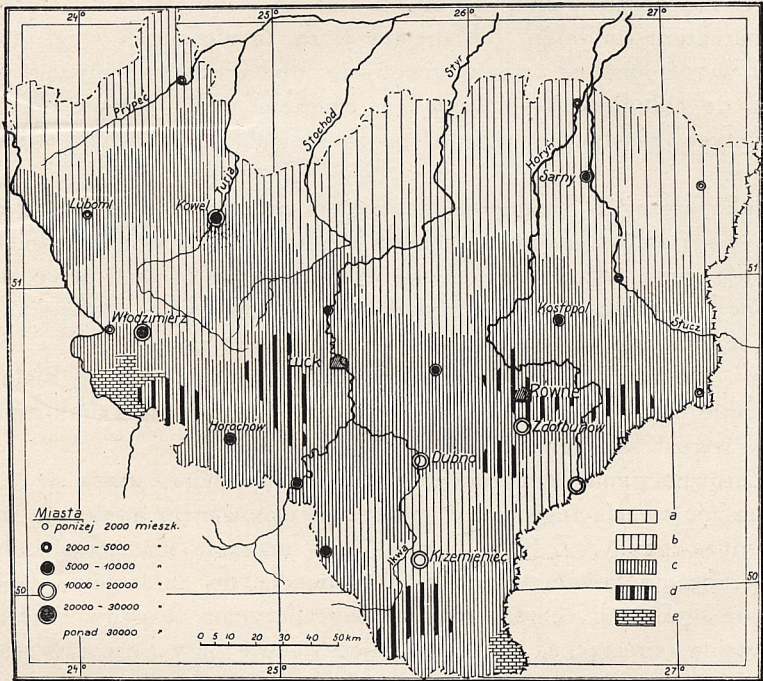 24° 25° 26° 27°
Prypeć
Turja
Stochód
Styr
Horyń
Sarny
Luboml
Kowel
51
51
Włodzimierz
Kostopol
Słucz
Łuck
Równe
Zdołbunów
Horochów
Dubno
Krzemieniec
Ikwa
Miasta
poniżej 2000 mieszk.
2000 - 5000 "
5000 - 10000 "
10000 - 20000 "
20000 - 30000 "
ponad 30000 "
a
b
c
d
e
50
50
0 5 10 20 30 40 50 km
24° 25° 27°